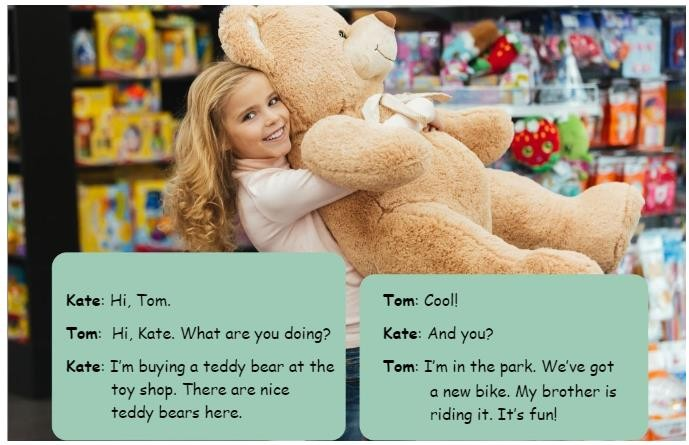 Kate: Hi, Tom.
Tom: Hi, Kate. What are you doing?
Kate: I'm buying a teddy bear at the
toy shop. There are nice
teddy bears here.
Tom: Cool!
Kate: And you?
Tom: I'm in the park. We've got
a new bike. My brother is
riding it. It's fun!